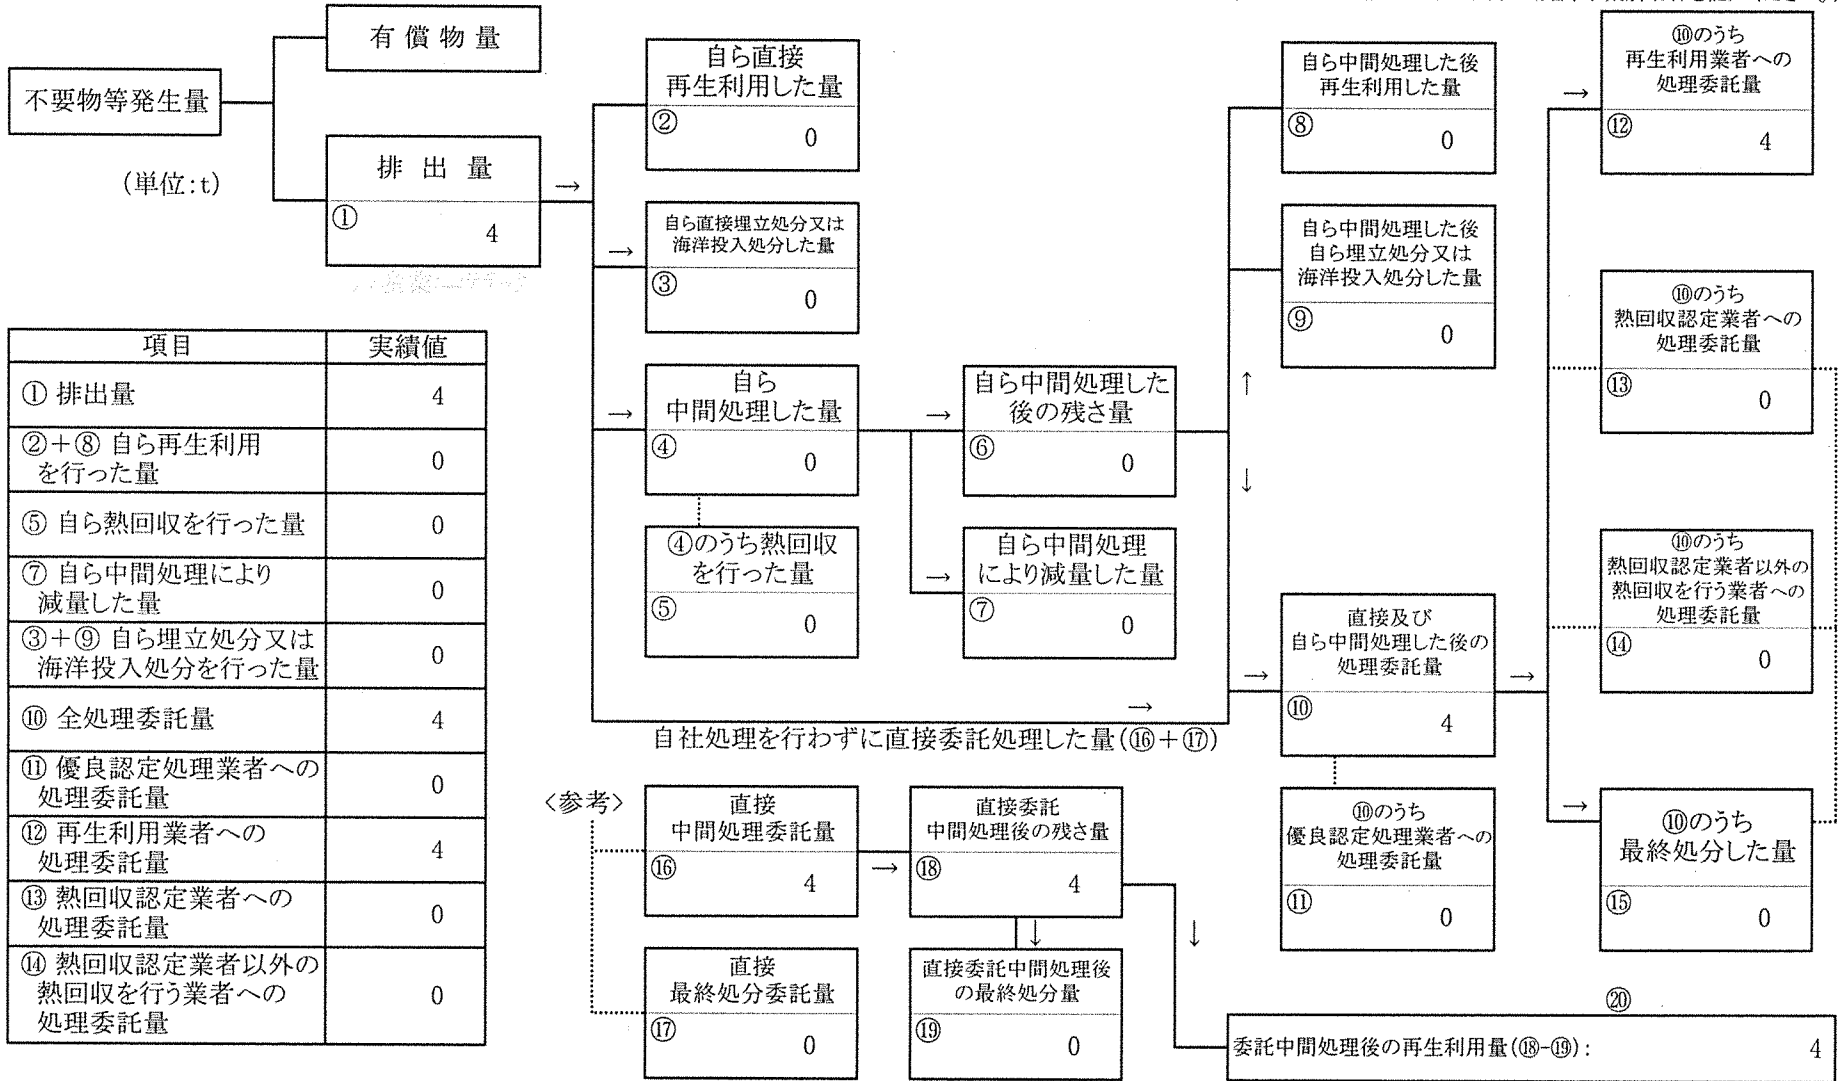 有 償 物 量
不要物等発生量
(単位:t)
排 出 量
①
4
自ら直接
再生利用した量
②
0
自ら直接埋立処分又は
海洋投入処分した量
③
0
自ら
中間処理した量
④
0
④のうち熱回収
を行った量
⑤
0
自ら中間処理した
後の残さ量
⑥
0
自ら中間処理
により減量した量
⑦
0
自ら中間処理した後
再生利用した量
⑧
0
自ら中間処理した後
自ら埋立処分又は
海洋投入処分した量
⑨
0
直接及び
自ら中間処理した後の
処理委託量
⑩
4
⑩のうち
優良認定処理業者への
処理委託量
⑪
0
⑩のうち
再生利用業者への
処理委託量
⑫
4
⑩のうち
熱回収認定業者への
処理委託量
⑬
0
⑩のうち
熱回収認定業者以外の
熱回収を行う業者への
処理委託量
⑭
0
⑩のうち
最終処分した量
⑮
0
自社処理を行わずに直接委託処理した量(⑯+⑰)
〈参考〉
直接
中間処理委託量
⑯
4
直接
最終処分委託量
⑰
0
直接委託
中間処理後の残さ量
⑱
4
直接委託中間処理後
の最終処分量
⑲
0
⑳
委託中間処理後の再生利用量(⑱-⑲): 4
項目 実績値
① 排出量 4
②+⑧ 自ら再生利用
を行った量 0
⑤ 自ら熱回収を行った量 0
⑦ 自ら中間処理により
減量した量 0
③+⑨ 自ら埋立処分又は
海洋投入処分を行った量 0
⑩ 全処理委託量 4
⑪ 優良認定処理業者への
処理委託量 0
⑫ 再生利用業者への
処理委託量 4
⑬ 熱回収認定業者への
処理委託量 0
⑭ 熱回収認定業者以外の
熱回収を行う業者への
処理委託量 0